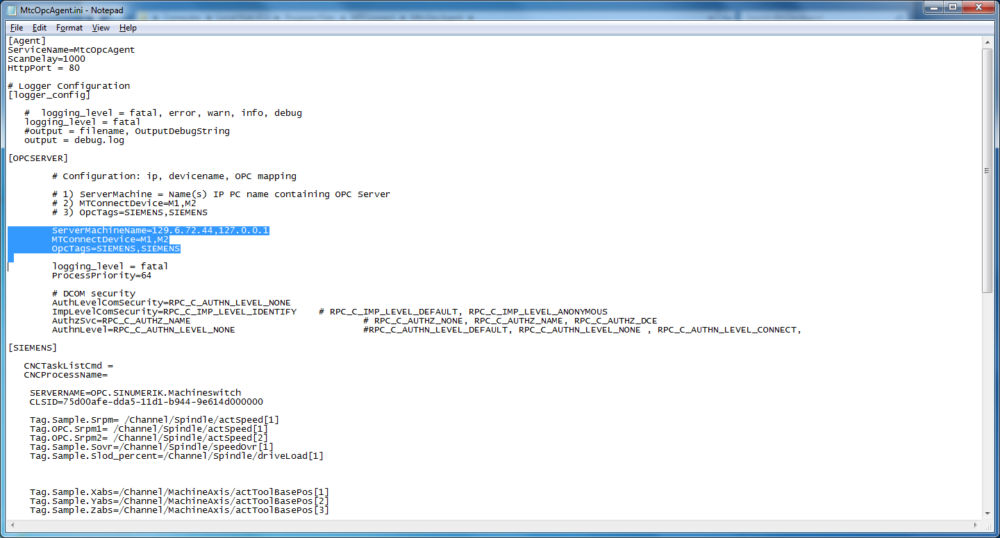 MtcOpcAgent.ini - Notepad
File Edit Format View Help
[Agent]
ServiceName=MtcOpcAgent
ScanDelay=1000
HttpPort = 80
# Logger Configuration
[logger_config]
#  logging_level = fatal, error, warn, info, debug
logging_level = fatal
#output = filename, OutputDebugString
output = debug.log
[OPCSERVER]
# Configuration: ip, devicename, OPC mapping
# 1) ServerMachine = Name(s) IP PC name containing OPC Server
# 2) MTConnectDevice=M1,M2
# 3) OpcTags=SIEMENS,SIEMENS
ServerMachineName=129.6.72.44,127.0.0.1
MTConnectDevice=M1,M2
OpcTags=SIEMENS,SIEMENS
logging_level = fatal
ProcessPriority=64
# DCOM security
AuthLevelComSecurity=RPC_C_AUTHN_LEVEL_NONE
ImpLevelComSecurity=RPC_C_IMP_LEVEL_IDENTIFY    # RPC_C_IMP_LEVEL_DEFAULT, RPC_C_IMP_LEVEL_ANONYMOUS
AuthzSvc=RPC_C_AUTHZ_NAME    # RPC_C_AUTHZ_NONE, RPC_C_AUTHZ_NAME, RPC_C_AUTHZ_DCE
AuthnLevel=RPC_C_AUTHN_LEVEL_NONE    #RPC_C_AUTHN_LEVEL_DEFAULT, RPC_C_AUTHN_LEVEL_NONE , RPC_C_AUTHN_LEVEL_CONNECT,
[SIEMENS]
CNCTaskListCmd =
CNCProcessName=
SERVERNAME=OPC.SINUMERIK.Machineswitch
CLSID=75d00afe-dda5-11d1-b944-9e614d000000
Tag.Sample.Srpm= /Channel/Spindle/actSpeed[1]
Tag.OPC.Srpm1= /Channel/Spindle/actSpeed[1]
Tag.OPC.Srpm2= /Channel/Spindle/actSpeed[2]
Tag.Sample.Sovr=/Channel/Spindle/speedOvr[1]
Tag.Sample.Slod_percent=/Channel/Spindle/driveLoad[1]
Tag.Sample.Xabs=/Channel/MachineAxis/actToolBasePos[1]
Tag.Sample.Yabs=/Channel/MachineAxis/actToolBasePos[2]
Tag.Sample.Zabs=/Channel/MachineAxis/actToolBasePos[3]